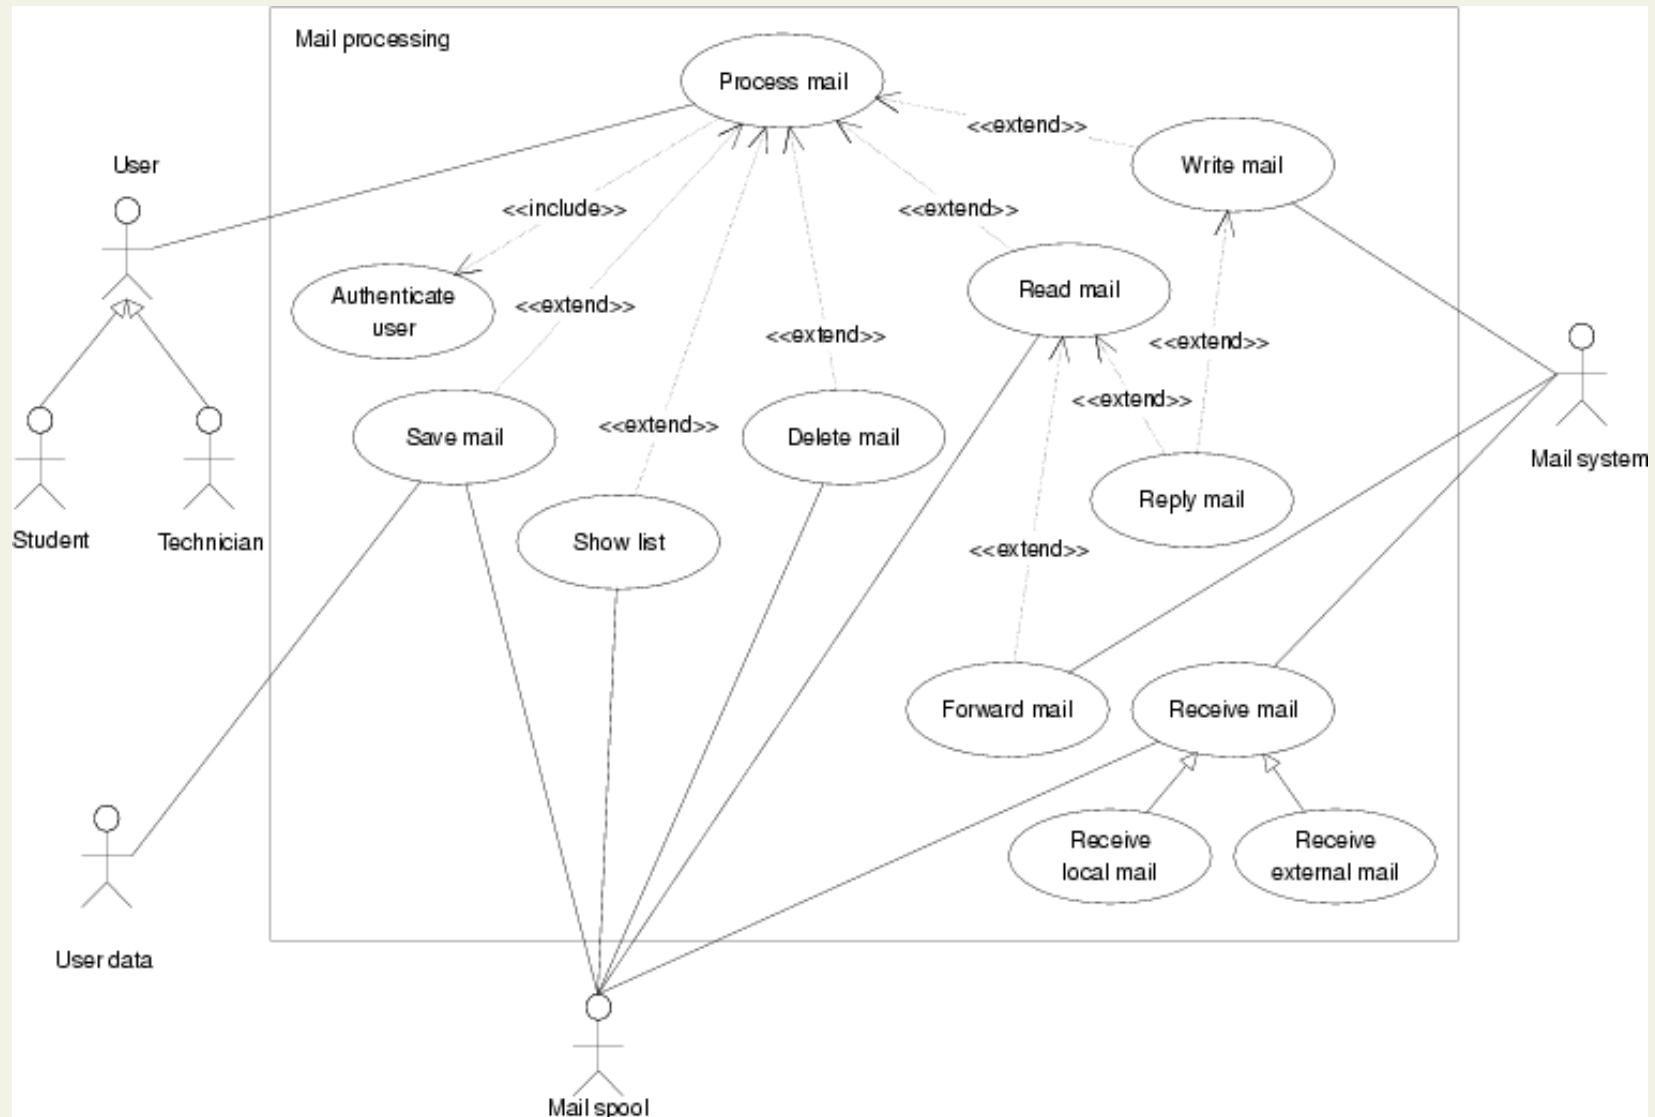 Mail processing
Process mail
<<extend>>
User
Write mail
<<include>>
<<extend>>
Authenticate
user
<<extend>>
Read mail
<<extend>>
<<extend>>
<<extend>>
Save mail
<<extend>>
Delete mail
Mail system
Reply mail
Student
Technician
Show list
<<extend>>
Forward mail
Receive mail
Receive
local mail
Receive
external mail
User data
Mail spool